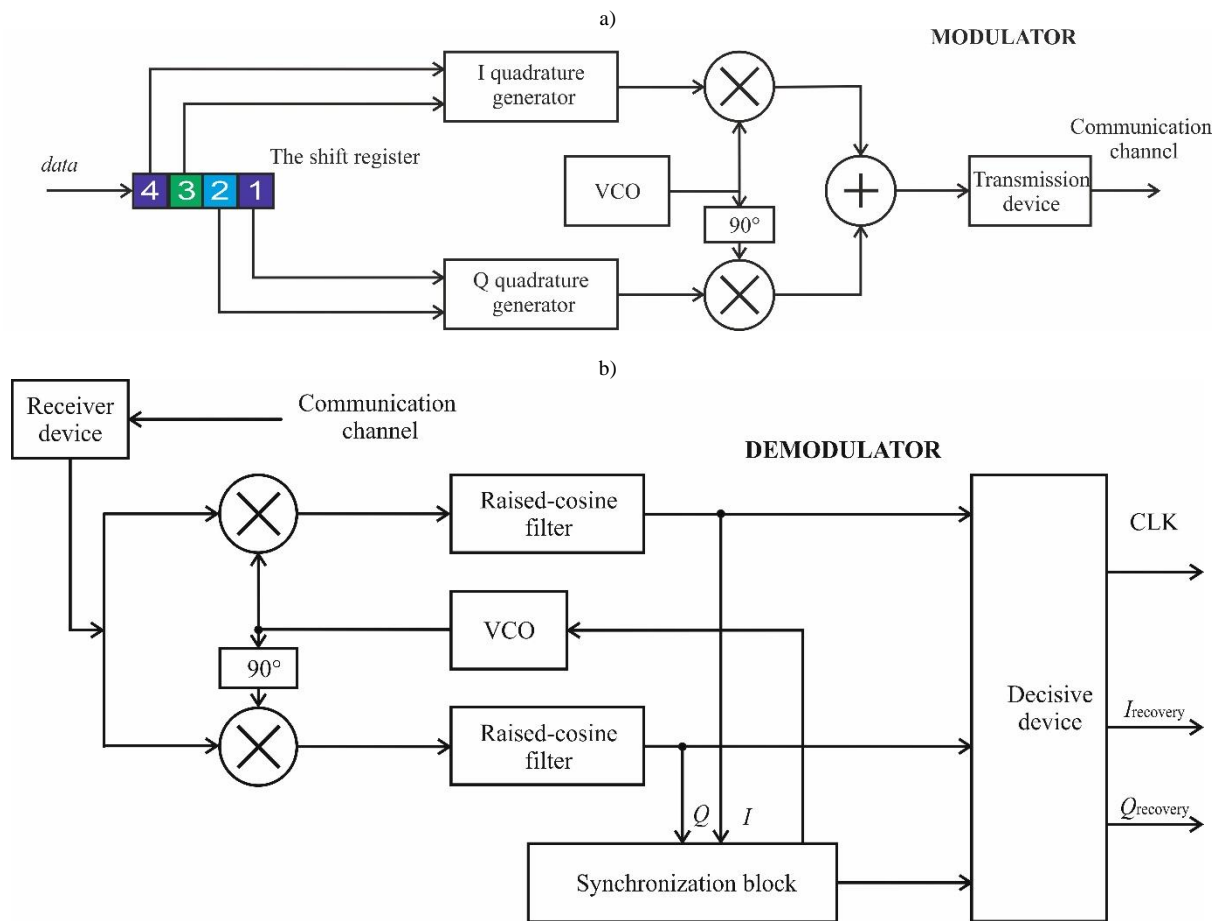 a)
MODULATOR
I quadrature
generator
Communication
channel
data
The shift register
4 3 2 1
VCO
90°
Transmission
device
Q quadrature
generator
b)
Receiver
device
Communication
channel
DEMODULATOR
Raised-cosine
filter
CLK
VCO
90°
Raised-cosine
filter
Decisive
device
Irecovery
Qrecovery
Q I
Synchronization block